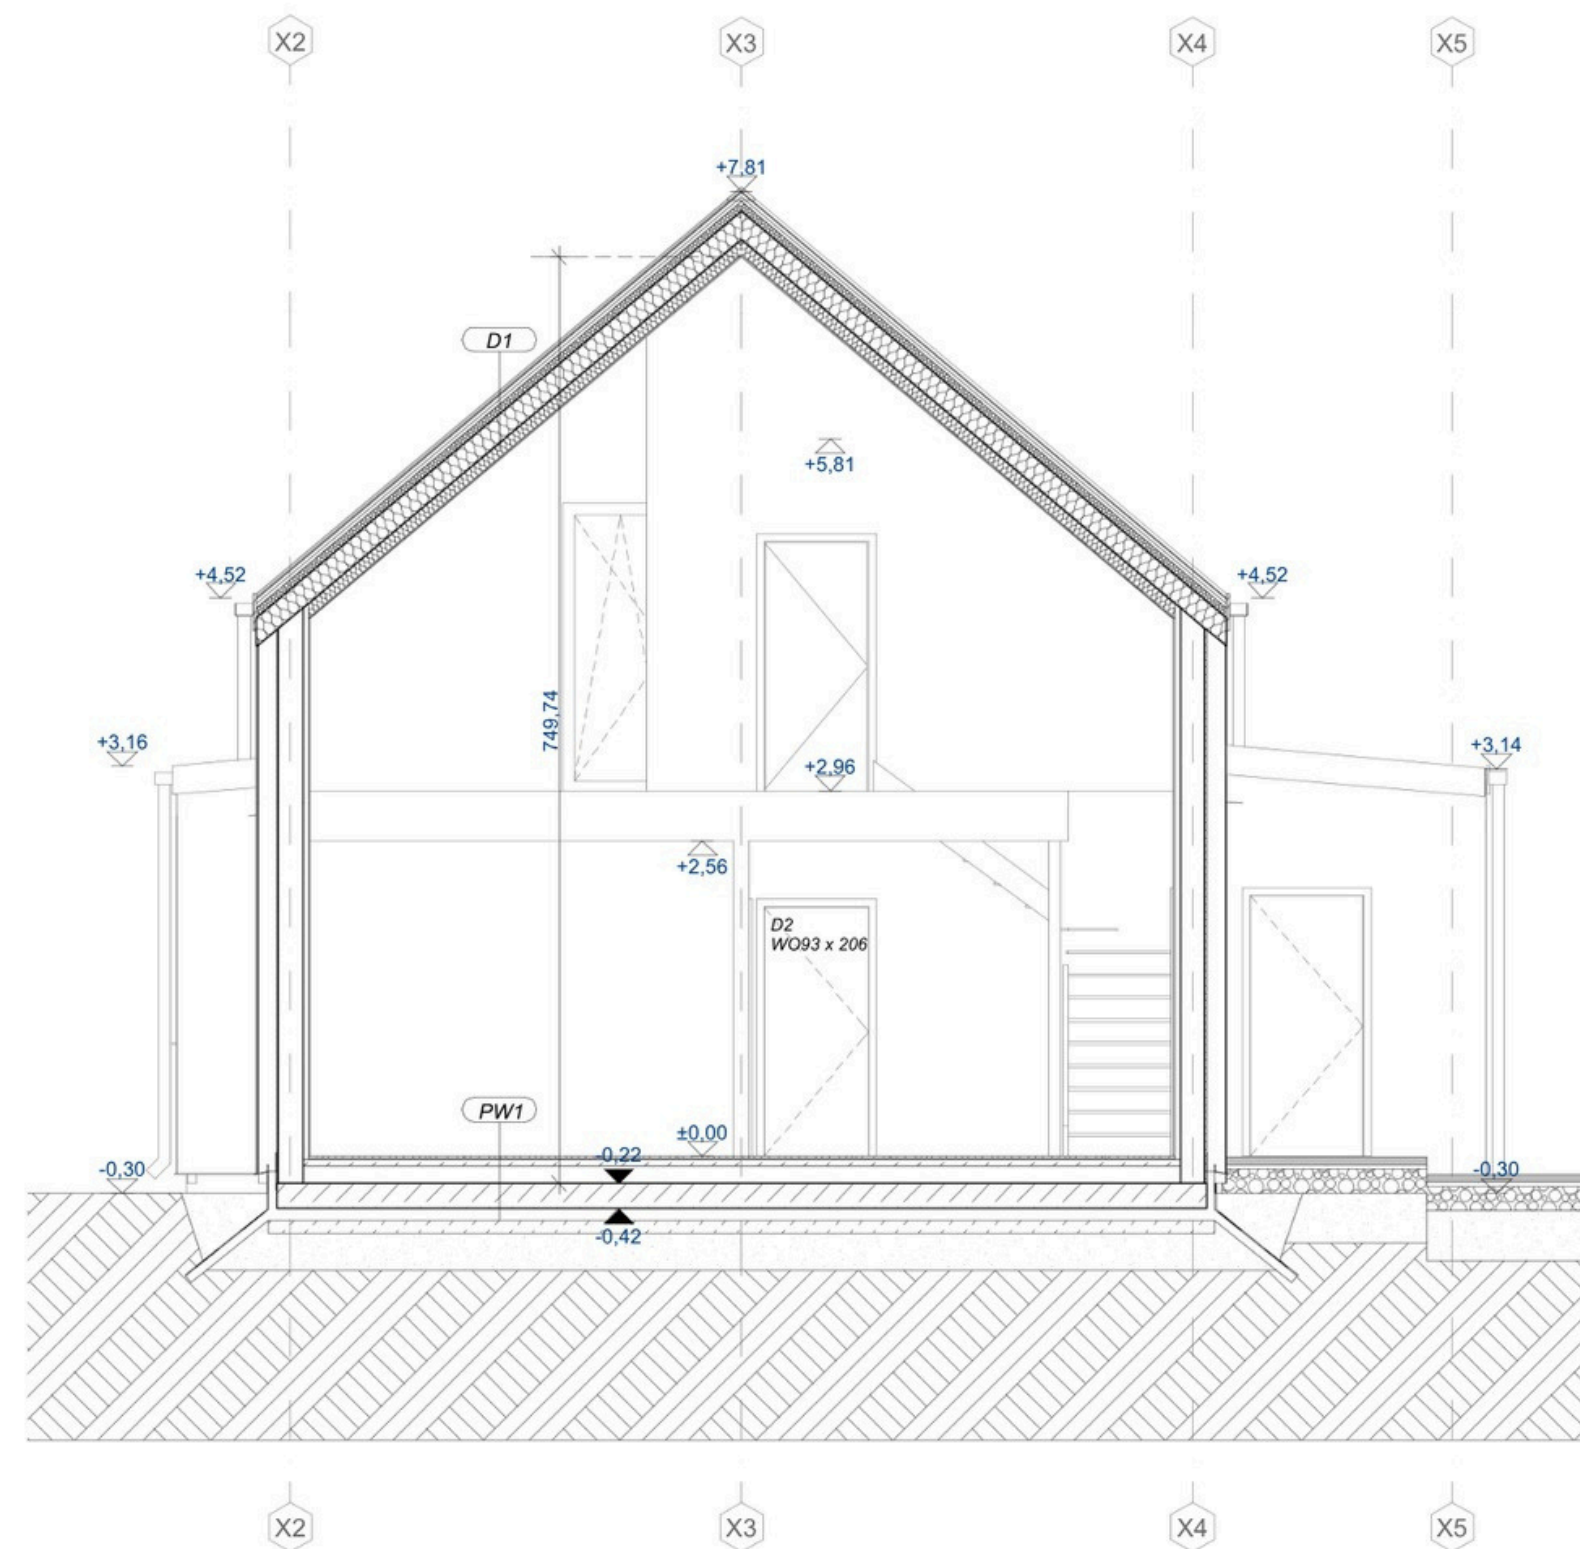 X2
X3
X4
X5
+7,81
D1
+5,81
+4,52
+4,52
749,74
+3,16
+3,14
+2,96
+2,56
D2
WO93 x 206
PW1
±0,00
-0,22
-0,30
-0,30
-0,42
X2
X3
X4
X5